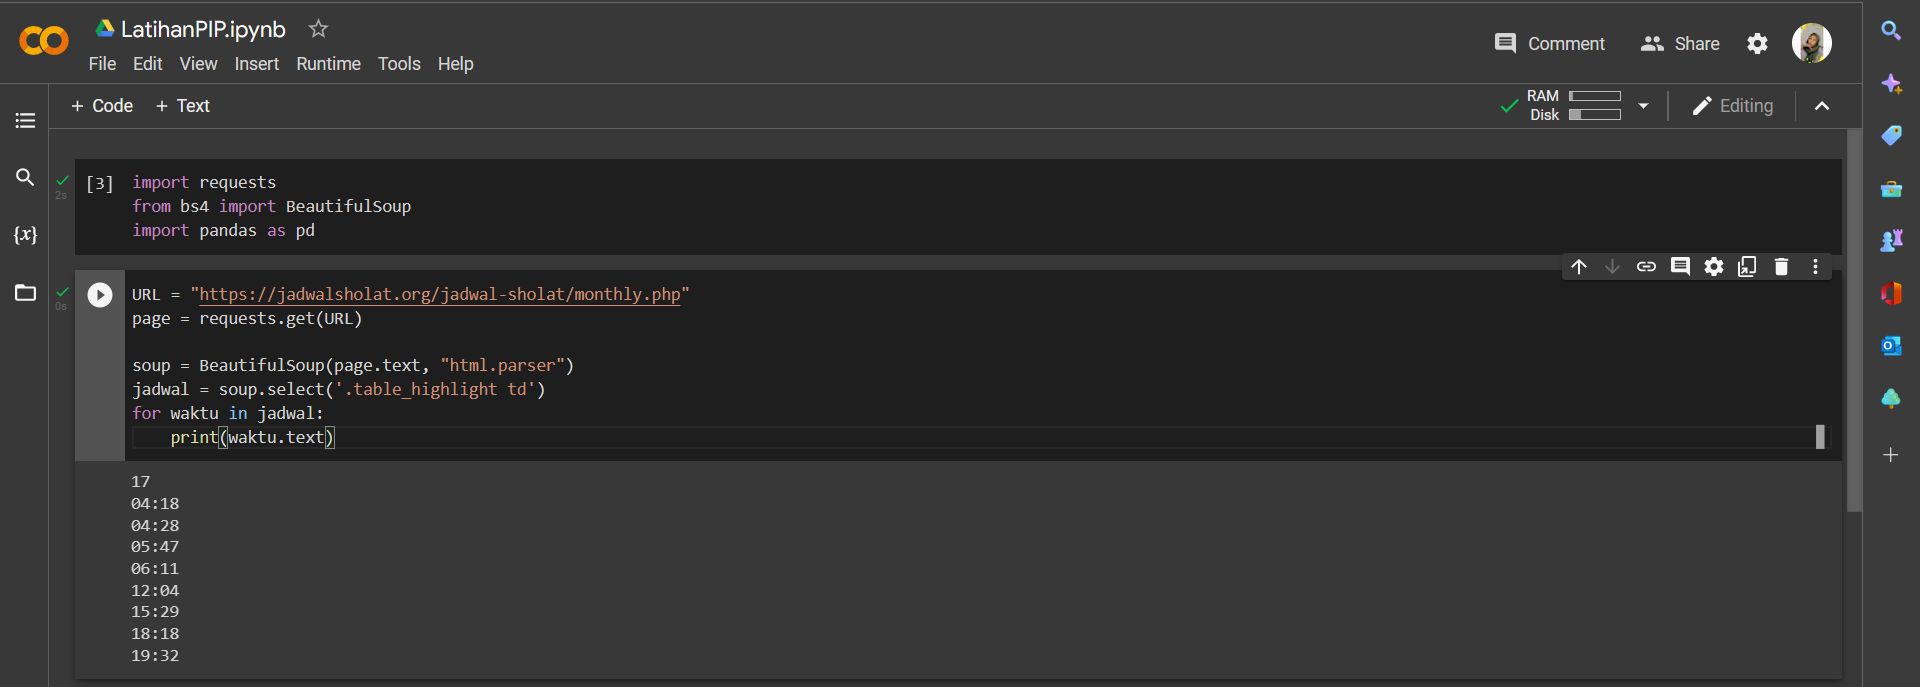 LatihanPIP.ipynb
File Edit View Insert Runtime Tools Help
Comment
Share
+ Code + Text
RAM
Disk
Editing
2s
[3]
import requests
from bs4 import BeautifulSoup
import pandas as pd
{x}
0s
URL = "https://jadwalsholat.org/jadwal-sholat/monthly.php"
page = requests.get(URL)
soup = BeautifulSoup(page.text, "html.parser")
jadwal = soup.select('.table_highlight td')
for waktu in jadwal:
    print(waktu.text)
17
04:18
04:28
05:47
06:11
12:04
15:29
18:18
19:32